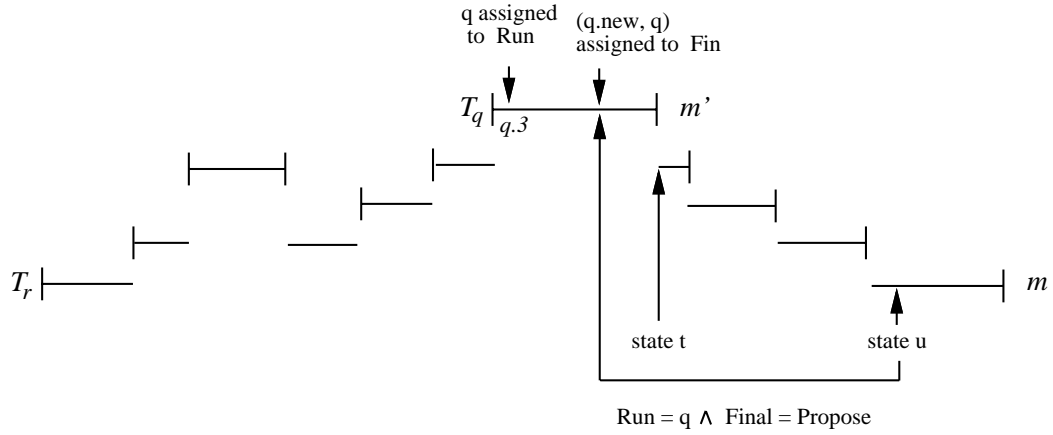 q assigned
to Run
(q.new, q)
assigned to Fin
T_q
q.3
m’
T_r
m
state t
state u
Run = q ∧ Final = Propose